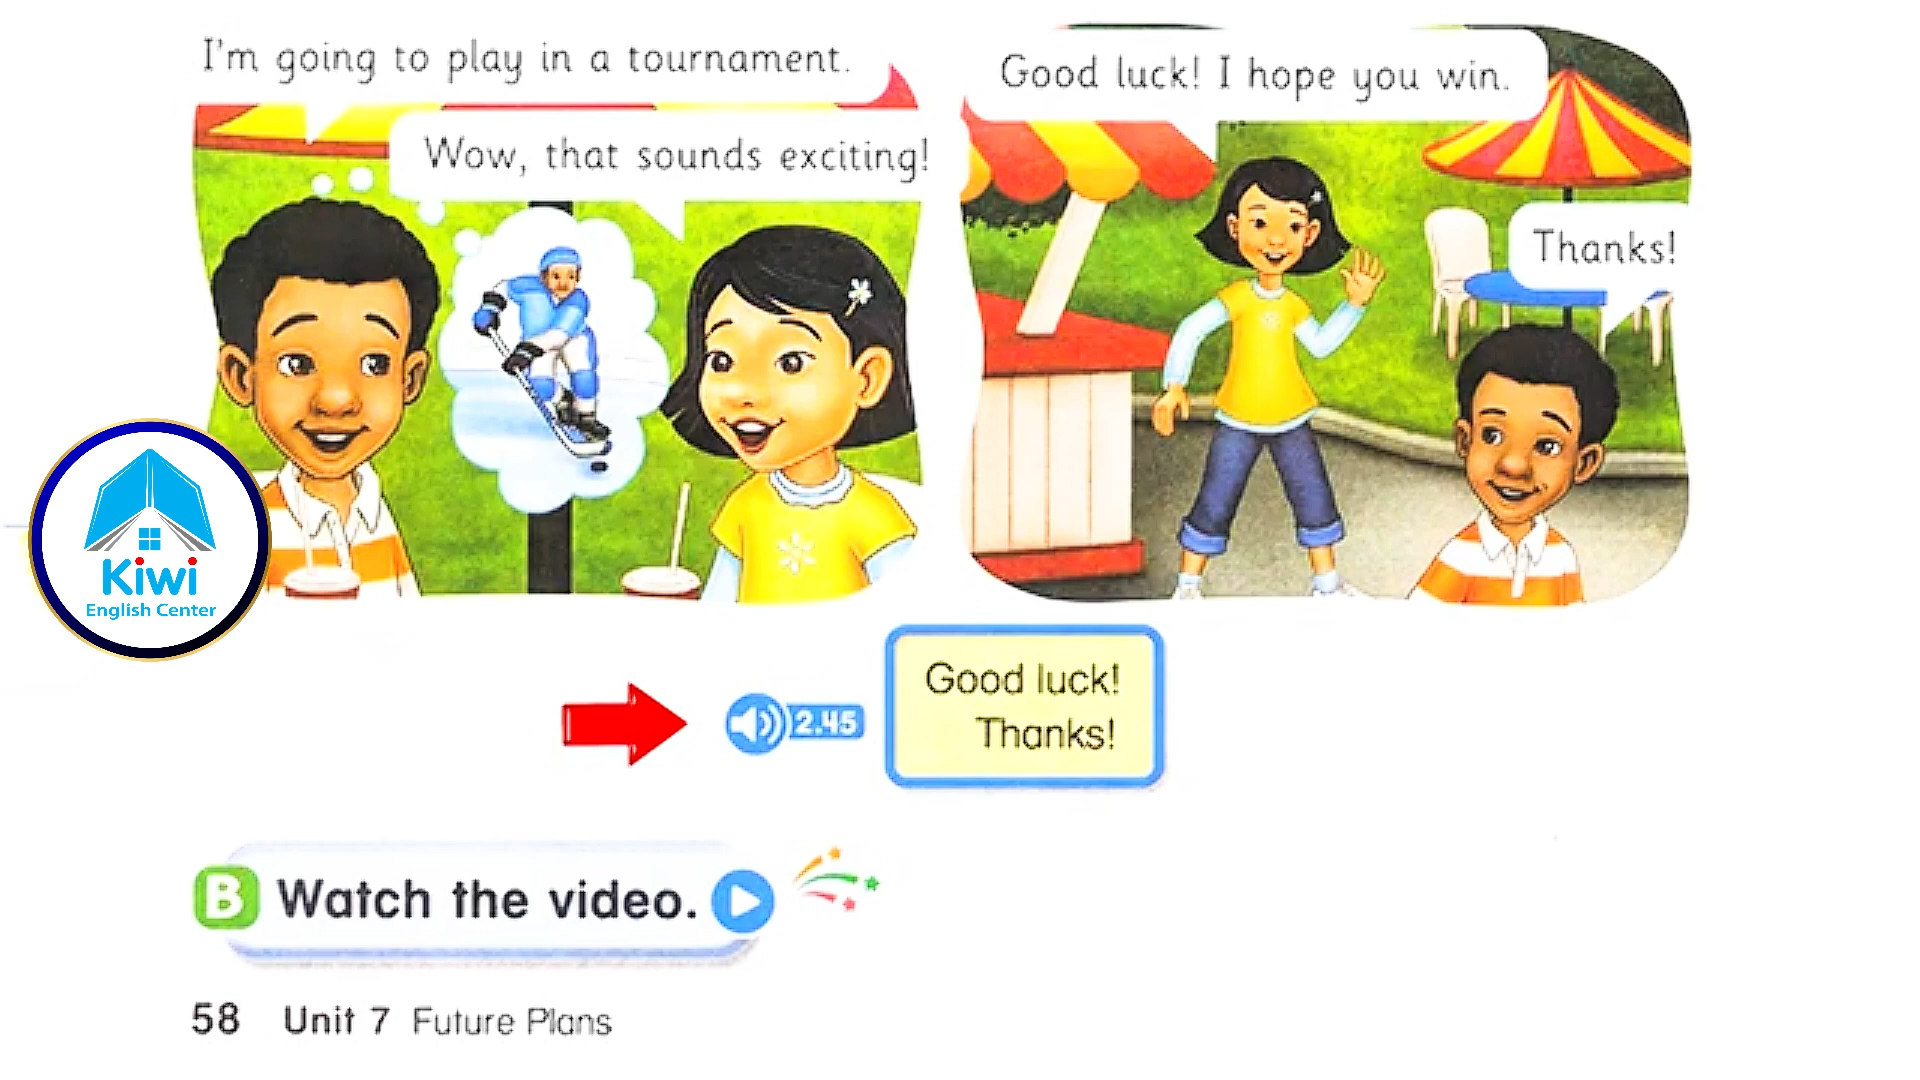 I'm going to play in a tournament.
Wow, that sounds exciting!
Good luck! I hope you win.
Thanks!
Kiwi
English Center
2.45
Good luck!
Thanks!
B Watch the video.
58 Unit 7 Future Plans